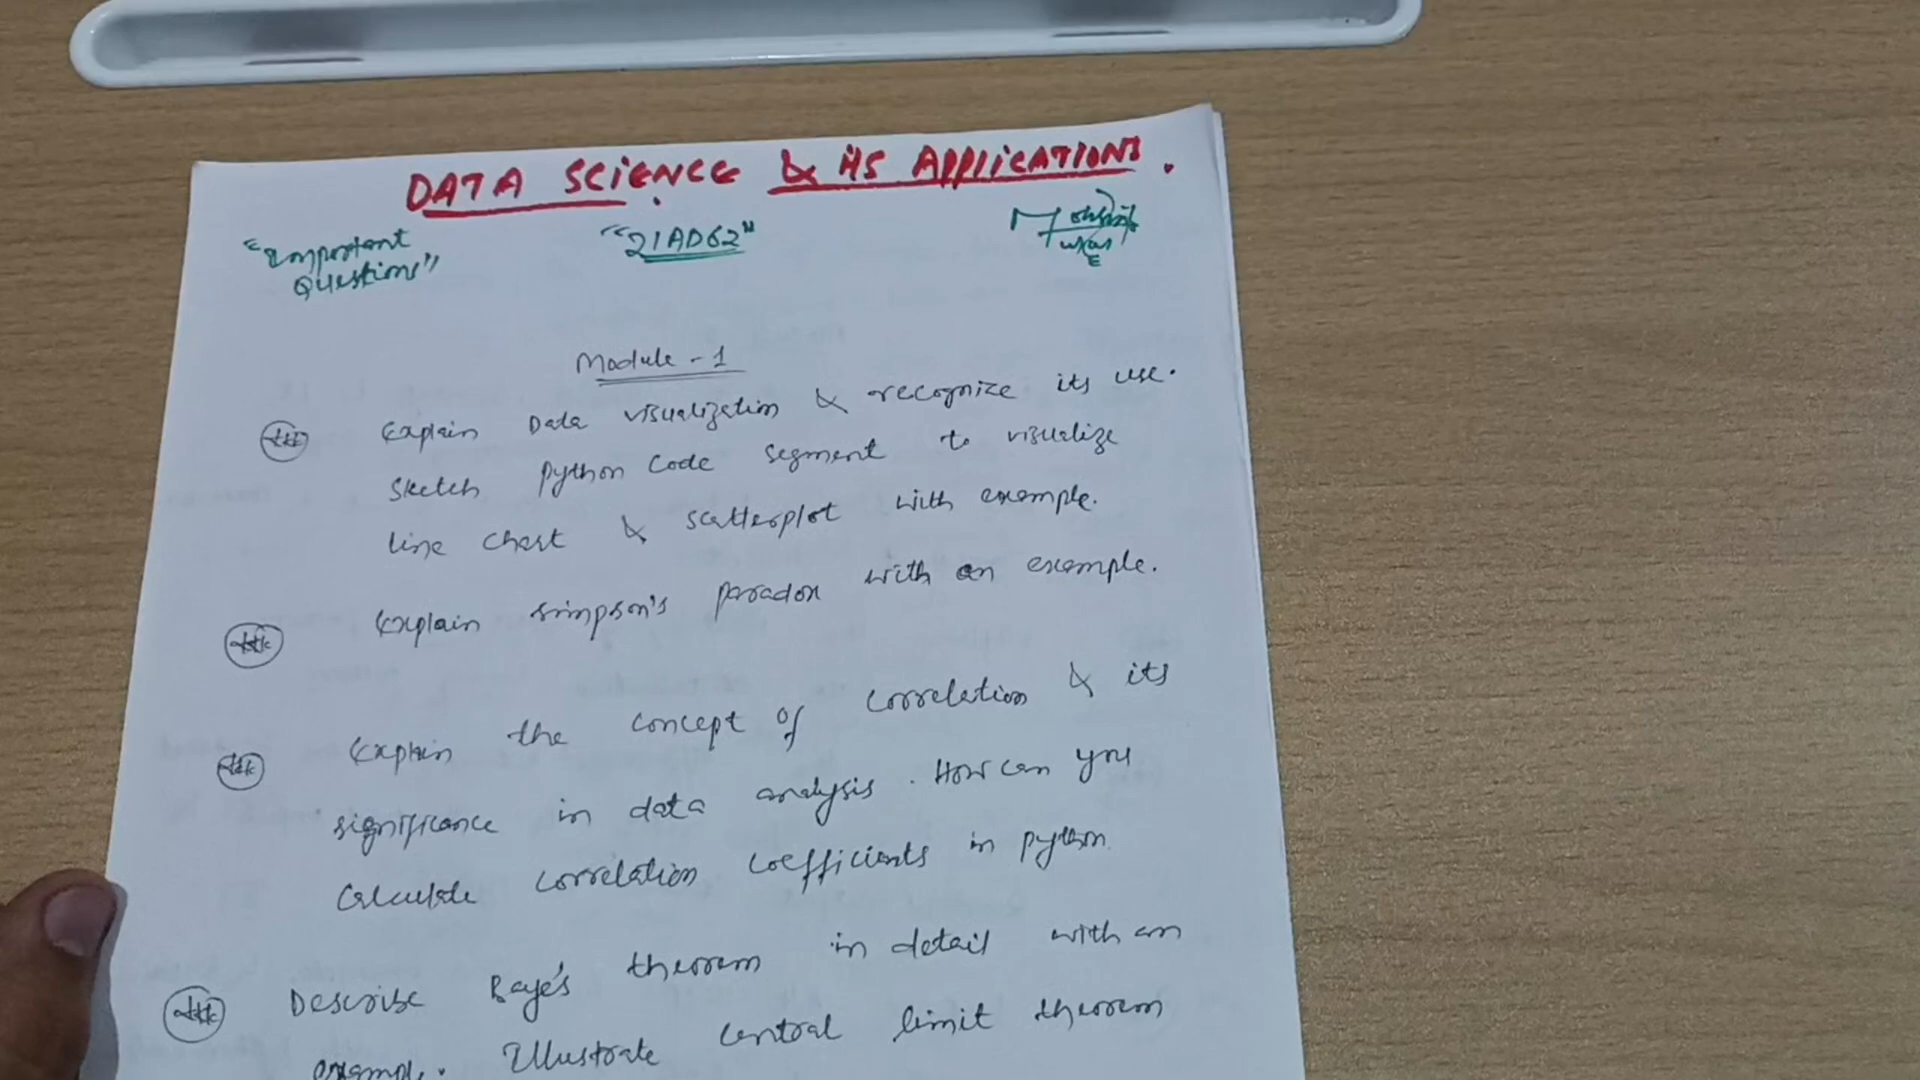 DATA SCIENCE & ITS APPLICATIONS.
"Important
Questions"
"21AD62"
Module - 1
*** Explain Data visualization & recognize its use.
Sketch python code segment to visualize
line chart & scatterplot with example.
*** Explain simpson's paradox with an example.
*** Explain the concept of correlation & its
significance in data analysis. How can you
Calculate correlation coefficients in python
*** Describe Baye's theorem in detail with an
example. Illustrate central limit theorem